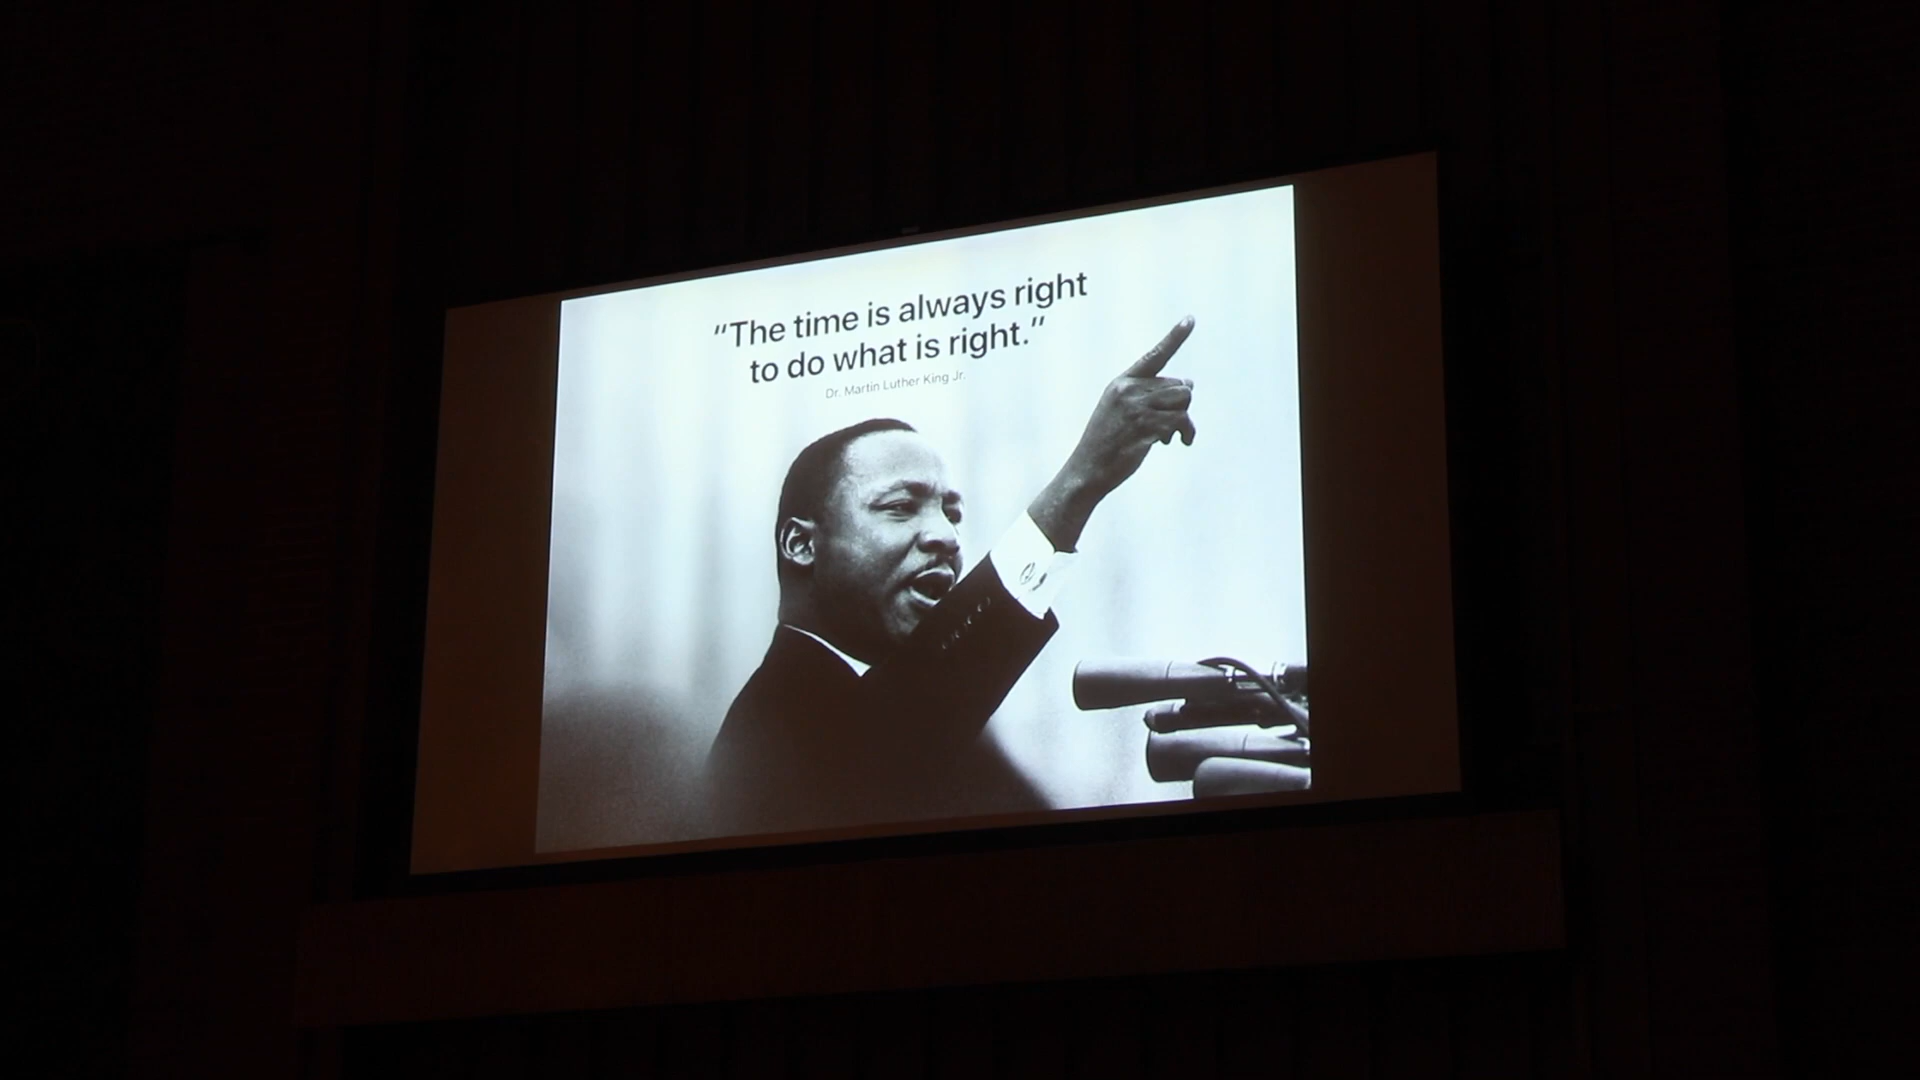 “The time is always right
to do what is right.”
Dr. Martin Luther King Jr.